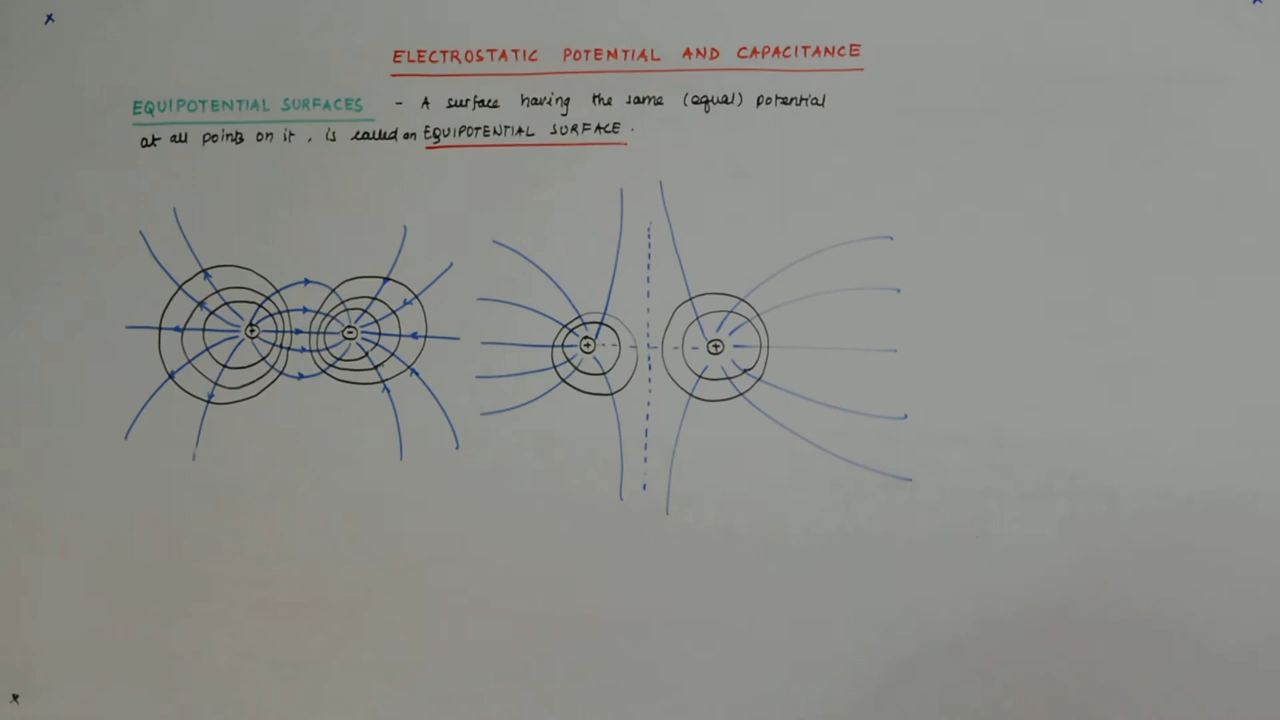 ELECTROSTATIC POTENTIAL AND CAPACITANCE
EQUIPOTENTIAL SURFACES - A surface having the same (equal) potential
at all points on it, is called an EQUIPOTENTIAL SURFACE.
+ - + +